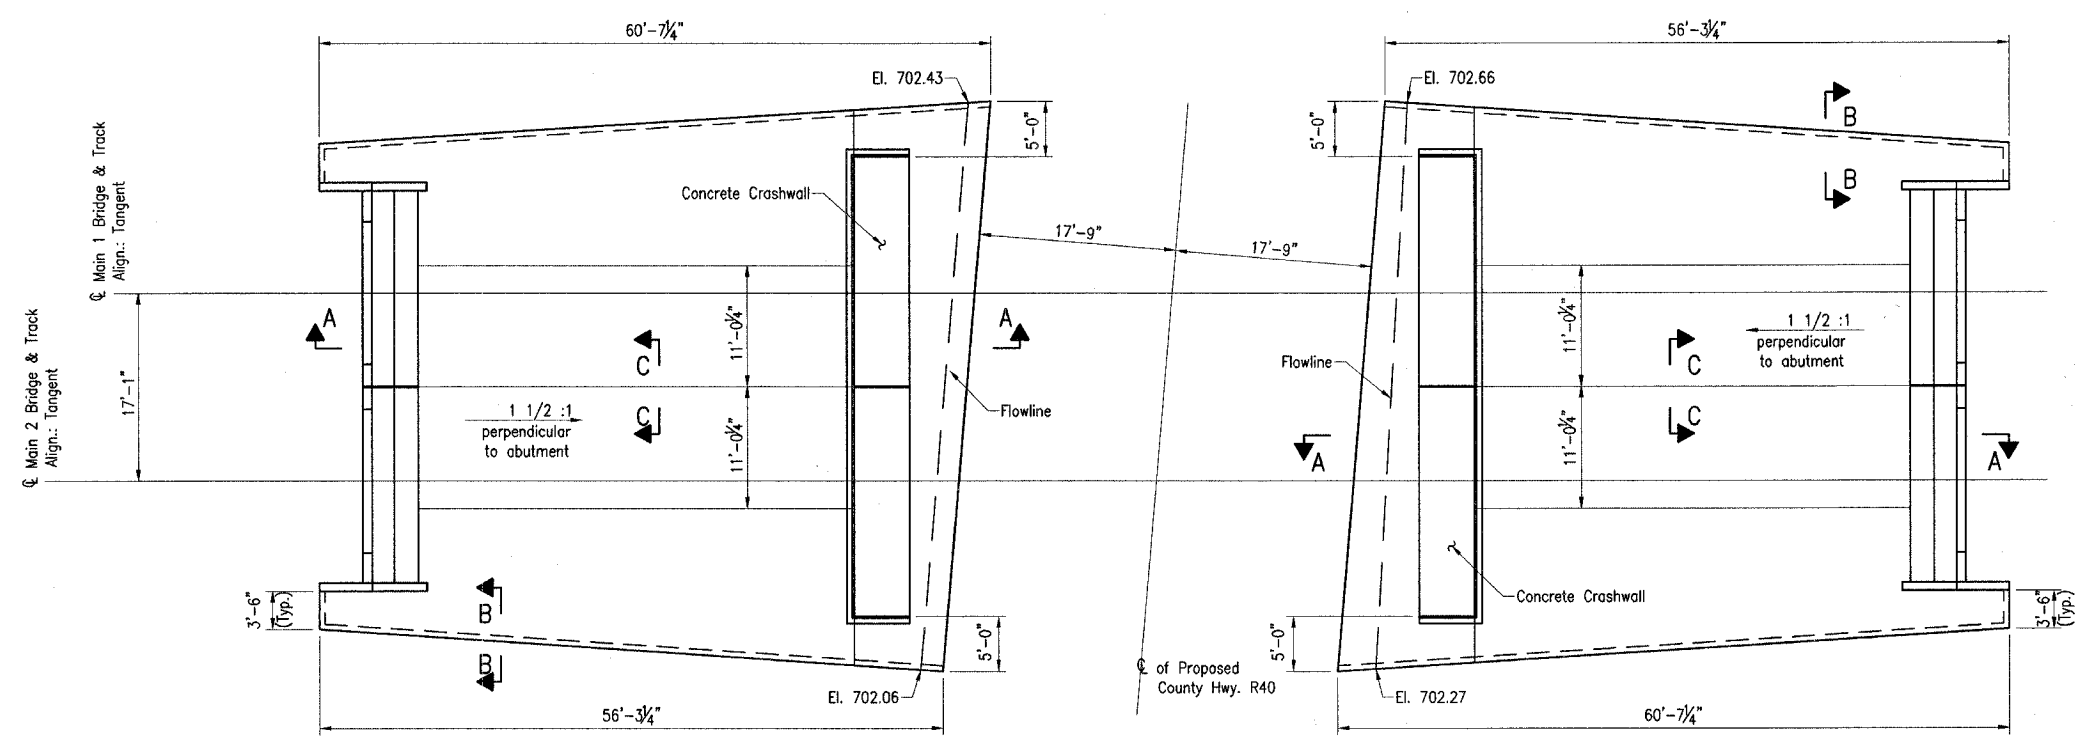 60'-7¼"
56'-3¼"
El. 702.43
El. 702.66
B
5'-0"
5'-0"
B
Concrete Crashwall
℄ Main 1 Bridge & Track
Align.: Tangent
17'-9"
17'-9"
A
A
11'-0¼"
11'-0¼"
1 1/2 :1
perpendicular
to abutment
C
C
Flowline
℄ Main 2 Bridge & Track
Align.: Tangent
17'-1"
1 1/2 :1
perpendicular
to abutment
C
Flowline
C
11'-0¼"
11'-0¼"
A
A
3'-6"
(Typ.)
B
Concrete Crashwall
3'-6"
(Typ.)
B
5'-0"
5'-0"
℄ of Proposed
County Hwy. R40
El. 702.06
El. 702.27
56'-3¼"
60'-7¼"